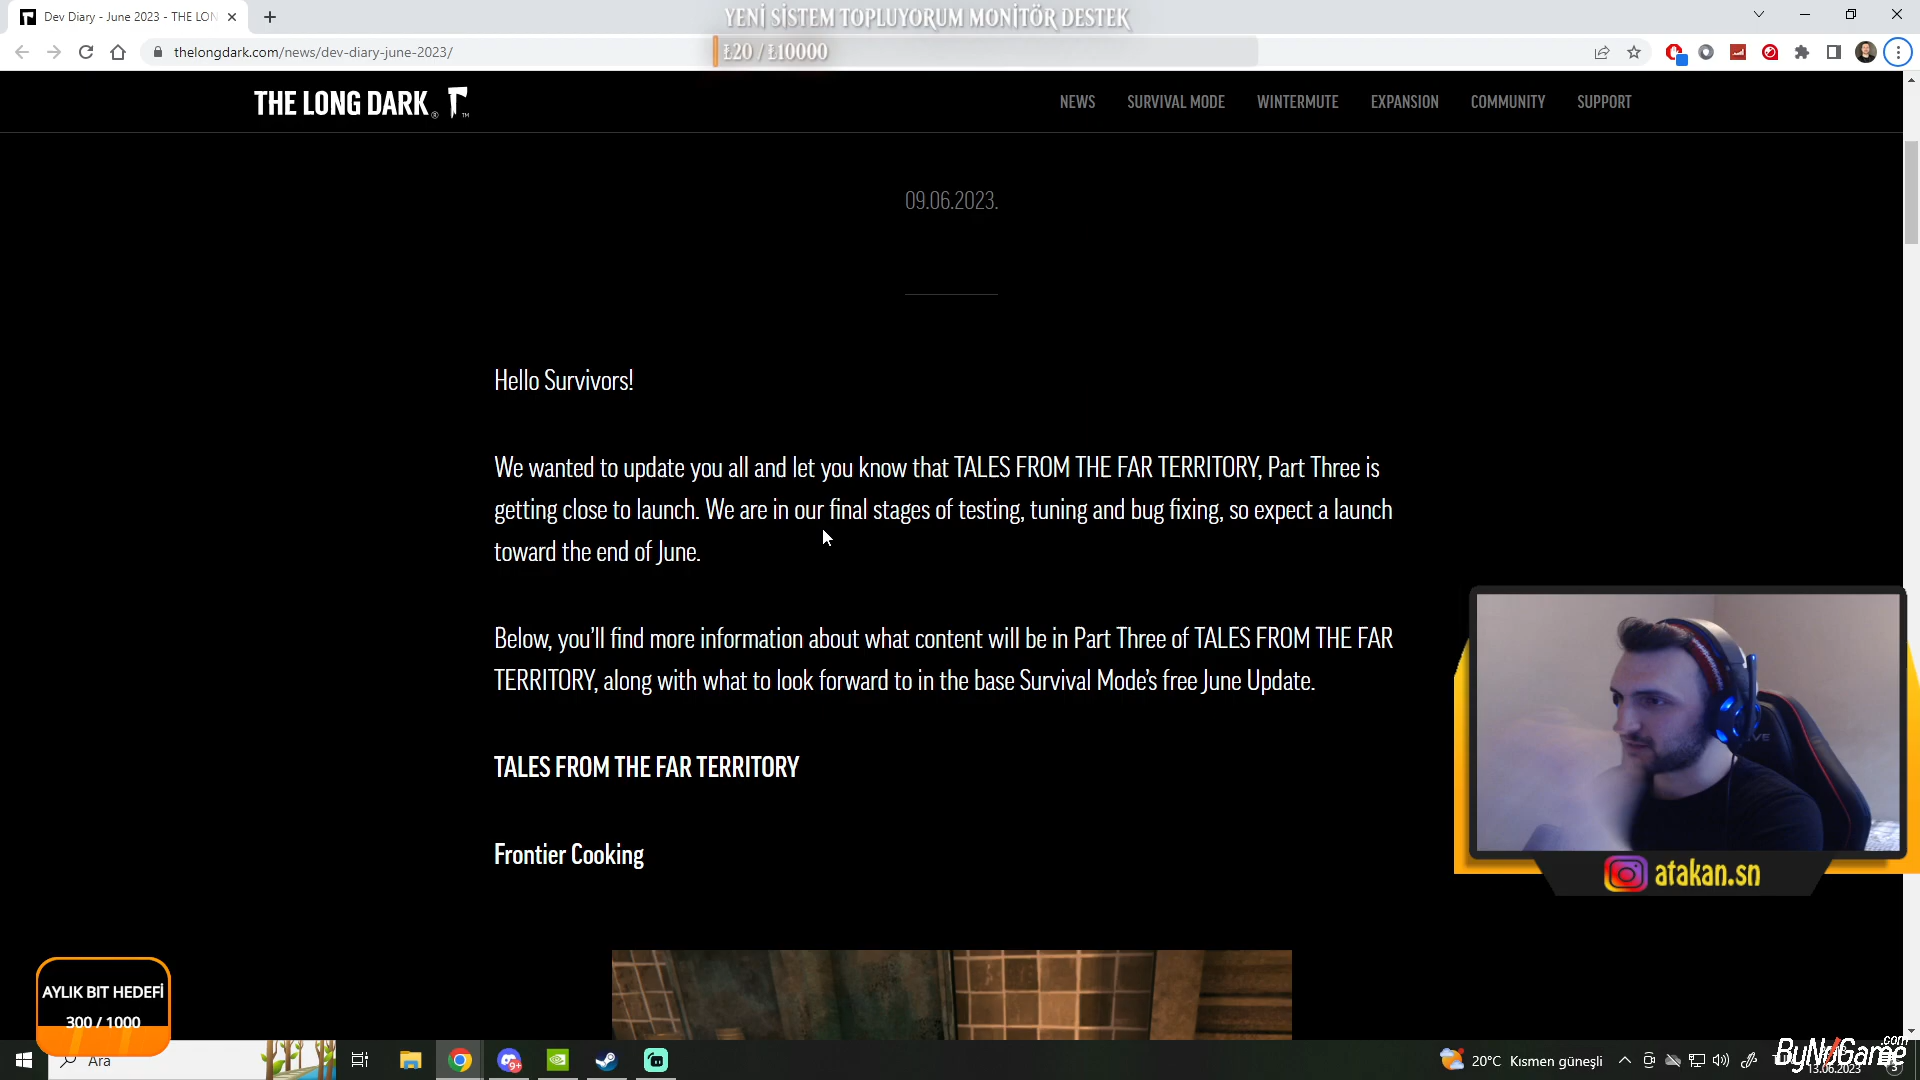 Dev Diary - June 2023 - THE LON
YENİ SİSTEM TOPLUYORUM MONİTÖR DESTEK
₺20 / ₺10000
thelongdark.com/news/dev-diary-june-2023/
THE LONG DARK® ™
NEWS SURVIVAL MODE WINTERMUTE EXPANSION COMMUNITY SUPPORT
09.06.2023.
Hello Survivors!
We wanted to update you all and let you know that TALES FROM THE FAR TERRITORY, Part Three is
getting close to launch. We are in our final stages of testing, tuning and bug fixing, so expect a launch
toward the end of June.
Below, you’ll find more information about what content will be in Part Three of TALES FROM THE FAR
TERRITORY, along with what to look forward to in the base Survival Mode’s free June Update.
TALES FROM THE FAR TERRITORY
Frontier Cooking
atakan.sn
AYLIK BIT HEDEFİ
300 / 1000
Ara
9+
20°C Kısmen güneşli
ByNoGame.com
13.06.2023
3